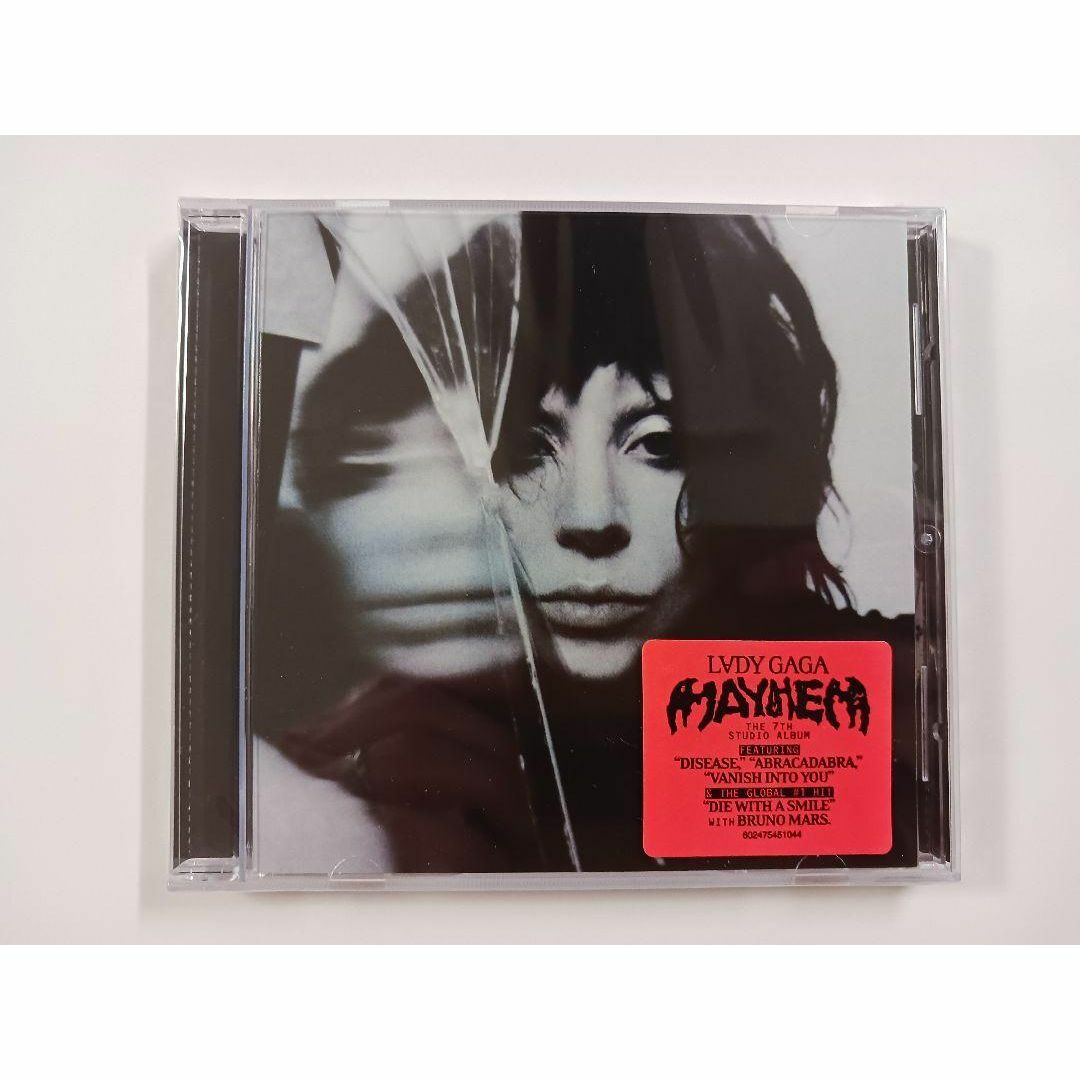 LADY GAGA
MAYHEM
THE 7TH
STUDIO ALBUM
FEATURING
“DISEASE,” “ABRACADABRA,”
“VANISH INTO YOU”
& THE GLOBAL #1 HIT
“DIE WITH A SMILE”
WITH BRUNO MARS.
602475451044